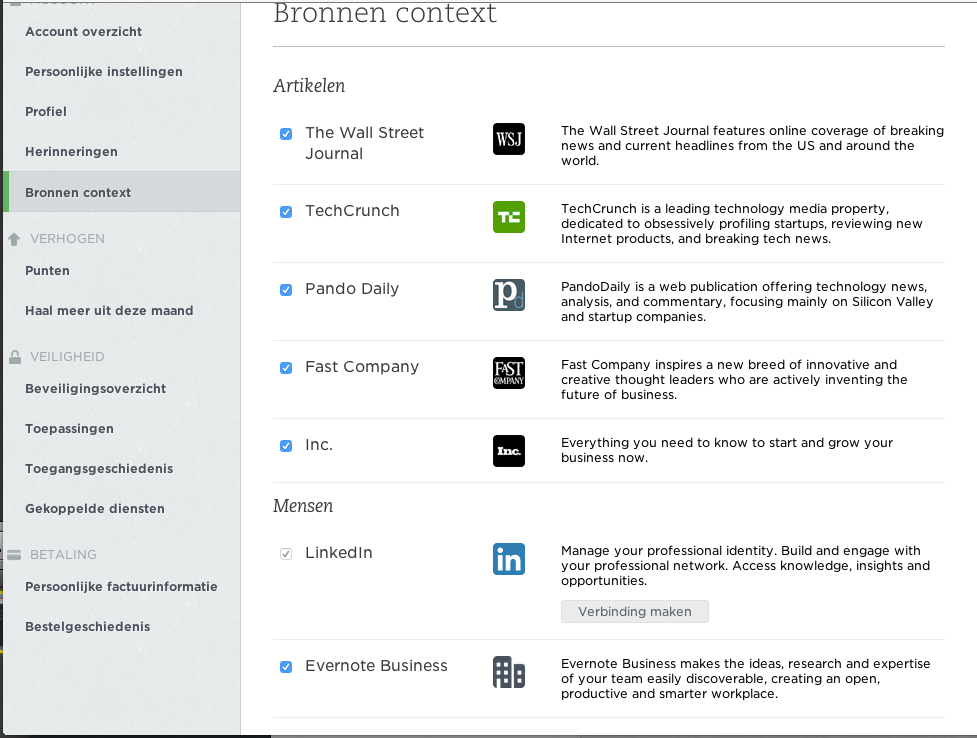 Account overzicht
Persoonlijke instellingen
Profiel
Herinneringen
Bronnen context
VERHOGEN
Punten
Haal meer uit deze maand
VEILIGHEID
Beveiligingsoverzicht
Toepassingen
Toegangsgeschiedenis
Gekoppelde diensten
BETALING
Persoonlijke factuurinformatie
Bestelgeschiedenis
Bronnen context
Artikelen
The Wall Street
Journal
WSJ
The Wall Street Journal features online coverage of breaking
news and current headlines from the US and around the
world.
TechCrunch
TC
TechCrunch is a leading technology media property,
dedicated to obsessively profiling startups, reviewing new
Internet products, and breaking tech news.
Pando Daily
pd
PandoDaily is a web publication offering technology news,
analysis, and commentary, focusing mainly on Silicon Valley
and startup companies.
Fast Company
FAST
COMPANY
Fast Company inspires a new breed of innovative and
creative thought leaders who are actively inventing the
future of business.
Inc.
Inc.
Everything you need to know to start and grow your
business now.
Mensen
LinkedIn
in
Manage your professional identity. Build and engage with
your professional network. Access knowledge, insights and
opportunities.
Verbinding maken
Evernote Business
Evernote Business makes the ideas, research and expertise
of your team easily discoverable, creating an open,
productive and smarter workplace.